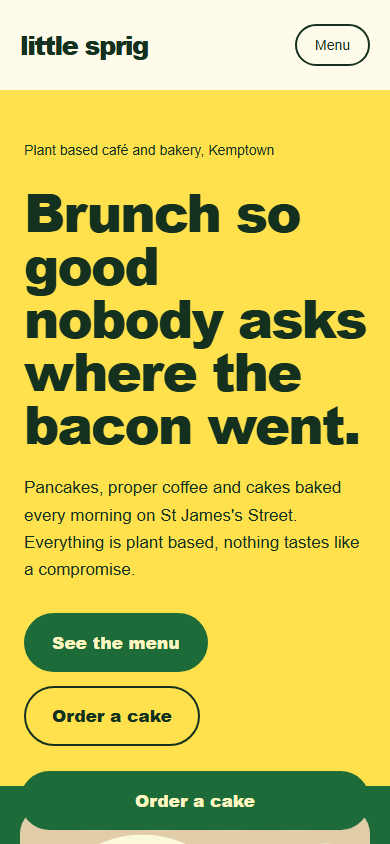 little sprig
Menu
Plant based café and bakery, Kemptown
Brunch so
good
nobody asks
where the
bacon went.
Pancakes, proper coffee and cakes baked
every morning on St James's Street.
Everything is plant based, nothing tastes like
a compromise.
See the menu
Order a cake
Order a cake